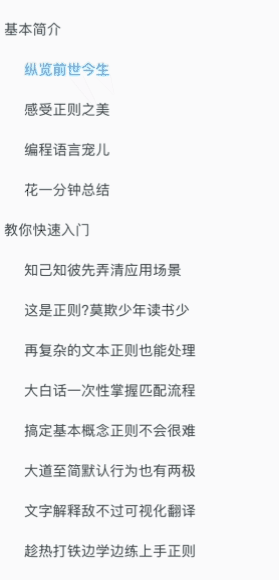 基本简介
纵览前世今生
感受正则之美
编程语言宠儿
花一分钟总结
教你快速入门
知己知彼先弄清应用场景
这是正则?莫欺少年读书少
再复杂的文本正则也能处理
大白话一次性掌握匹配流程
搞定基本概念正则不会很难
大道至简默认行为也有两极
文字解释敌不过可视化翻译
趁热打铁边学边练上手正则